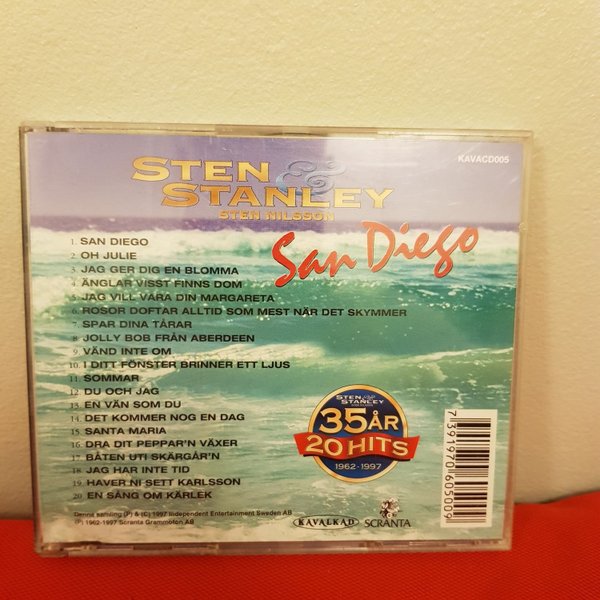 KAVACD005
STEN & STANLEY
STEN NILSSON
San Diego
1. SAN DIEGO
2. OH JULIE
3. JAG GER DIG EN BLOMMA
4. ÄNGLAR VISST FINNS DOM
5. JAG VILL VARA DIN MARGARETA
6. ROSOR DOFTAR ALLTID SOM MEST NÄR DET SKYMMER
7. SPAR DINA TÅRAR
8. JOLLY BOB FRÅN ABERDEEN
9. VÄND INTE OM
10. I DITT FÖNSTER BRINNER ETT LJUS
11. SOMMAR
12. DU OCH JAG
13. EN VÄN SOM DU
14. DET KOMMER NOG EN DAG
15. SANTA MARIA
16. DRA DIT PEPPAR'N VÄXER
17. BÅTEN UTI SKÄRGÅR'N
18. JAG HAR INTE TID
19. HAVER NI SETT KARLSSON
20. EN SÅNG OM KÄRLEK
STEN & STANLEY
35 ÅR
20 HITS
1962 - 1997
7391970605009
Denna samling (P) & (C) 1997 Independent Entertainment Sweden AB
(P) 1962-1997 Scranta Grammofon AB
KAVALKAD
SCRANTA